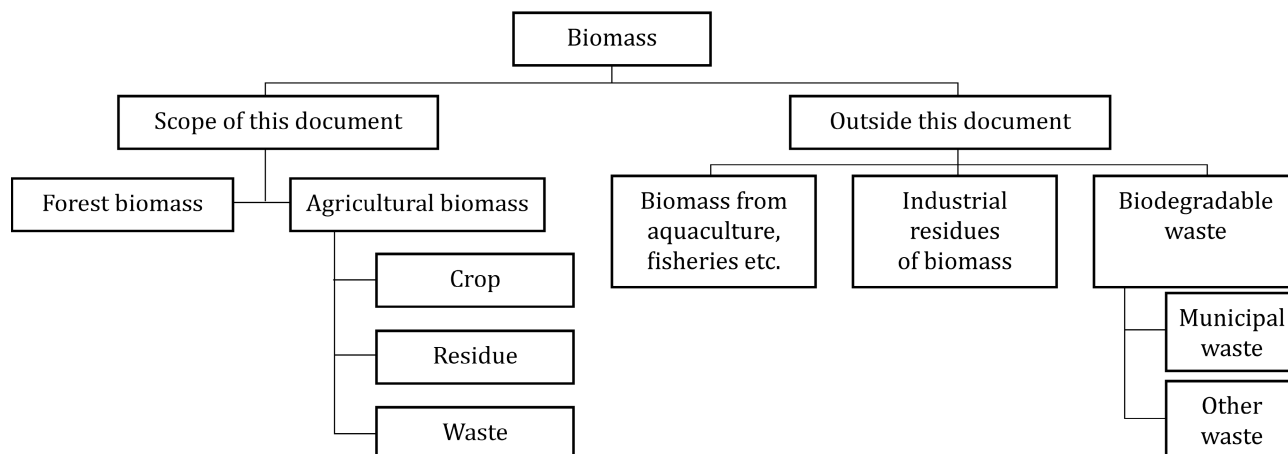 Biomass
Scope of this document
Outside this document
Forest biomass
Agricultural biomass
Crop
Residue
Waste
Biomass from
aquaculture,
fisheries etc.
Industrial
residues
of biomass
Biodegradable
waste
Municipal
waste
Other
waste